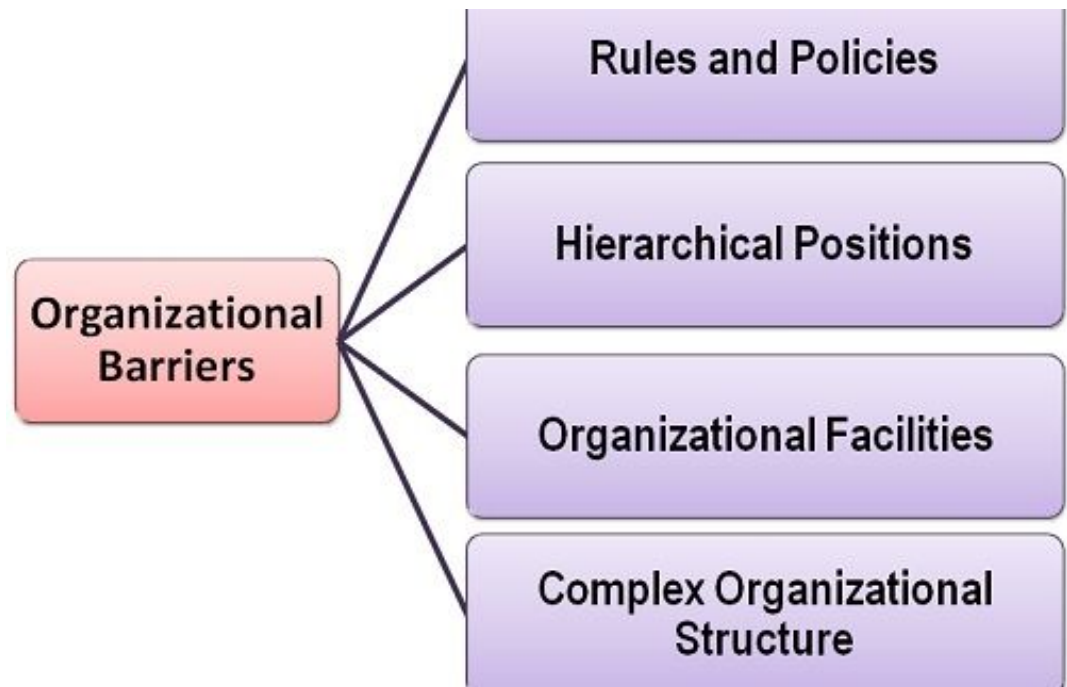 Organizational
Barriers
Rules and Policies
Hierarchical Positions
Organizational Facilities
Complex Organizational
Structure